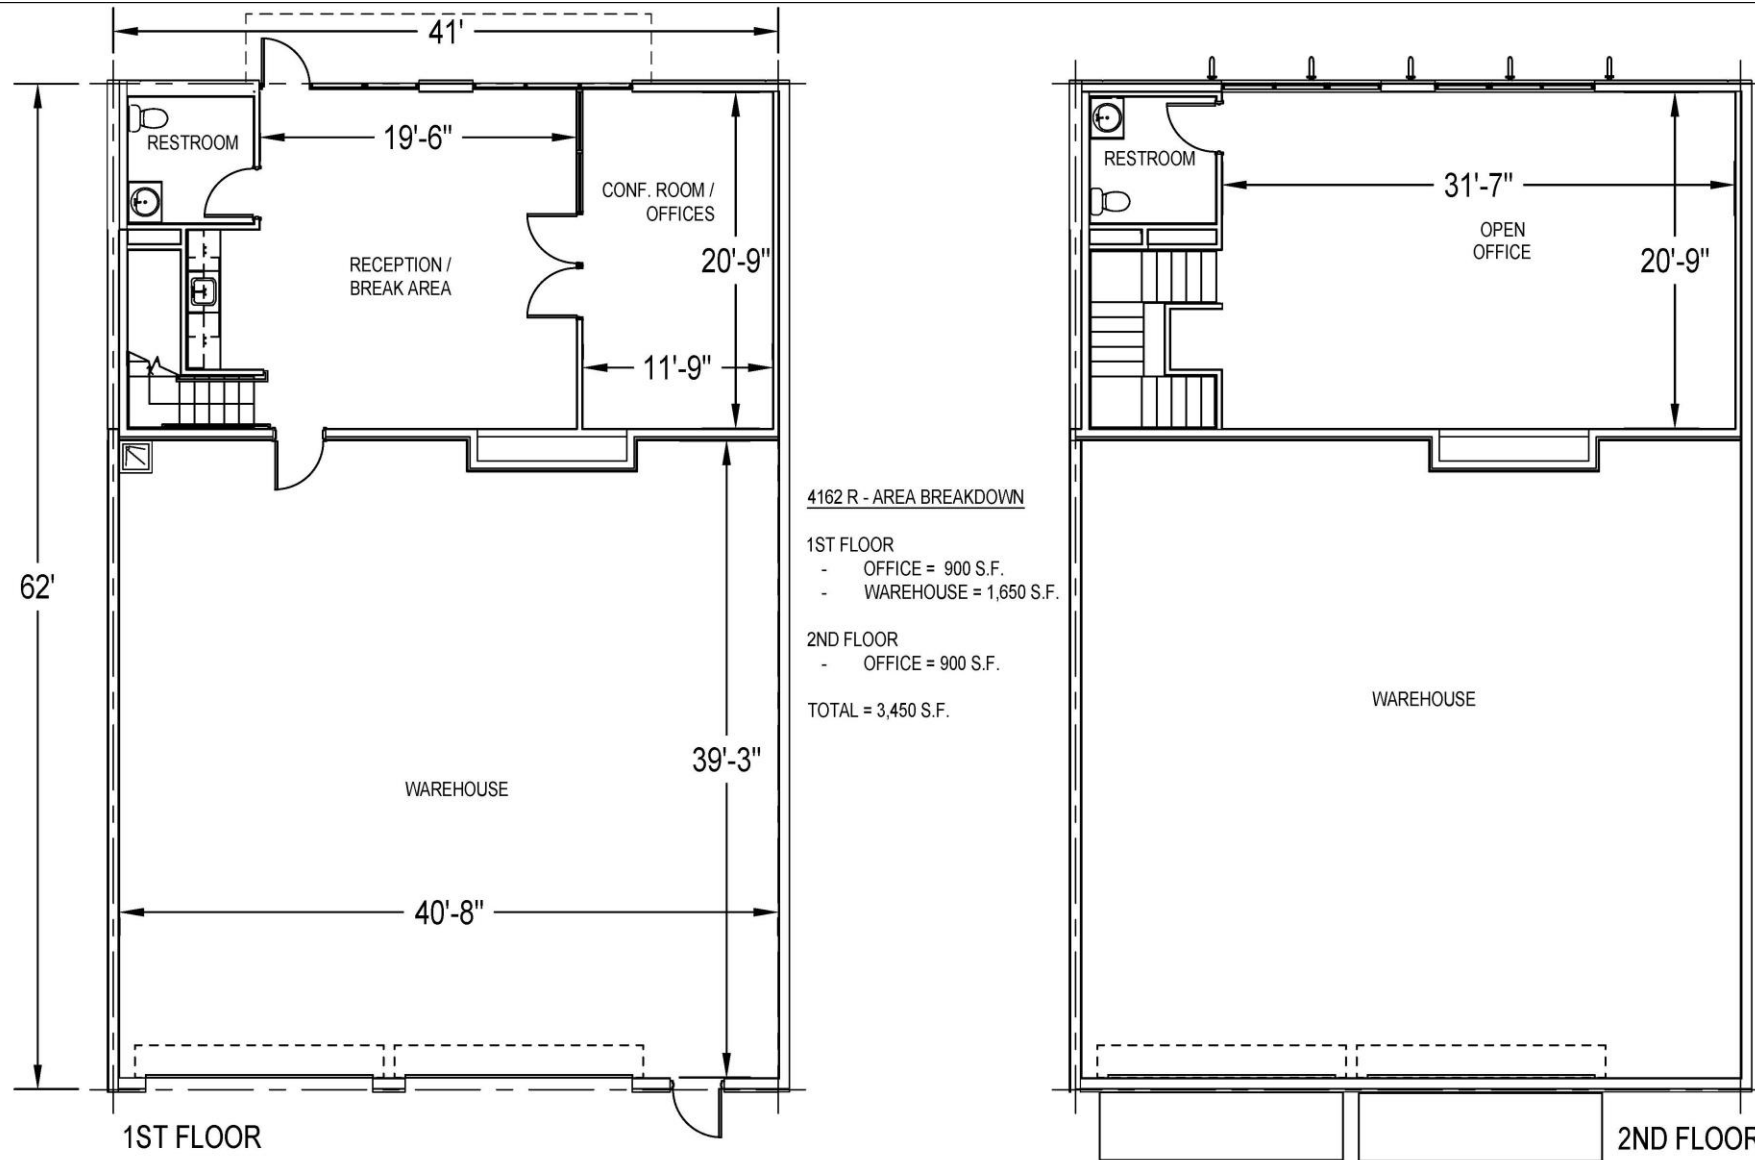 41'
19'-6"
RESTROOM
CONF. ROOM /
OFFICES
RECEPTION /
BREAK AREA
20'-9"
11'-9"
62'
39'-3"
WAREHOUSE
40'-8"
1ST FLOOR
4162 R - AREA BREAKDOWN
1ST FLOOR
- OFFICE = 900 S.F.
- WAREHOUSE = 1,650 S.F.
2ND FLOOR
- OFFICE = 900 S.F.
TOTAL = 3,450 S.F.
RESTROOM
31'-7"
OPEN
OFFICE
20'-9"
WAREHOUSE
2ND FLOOR